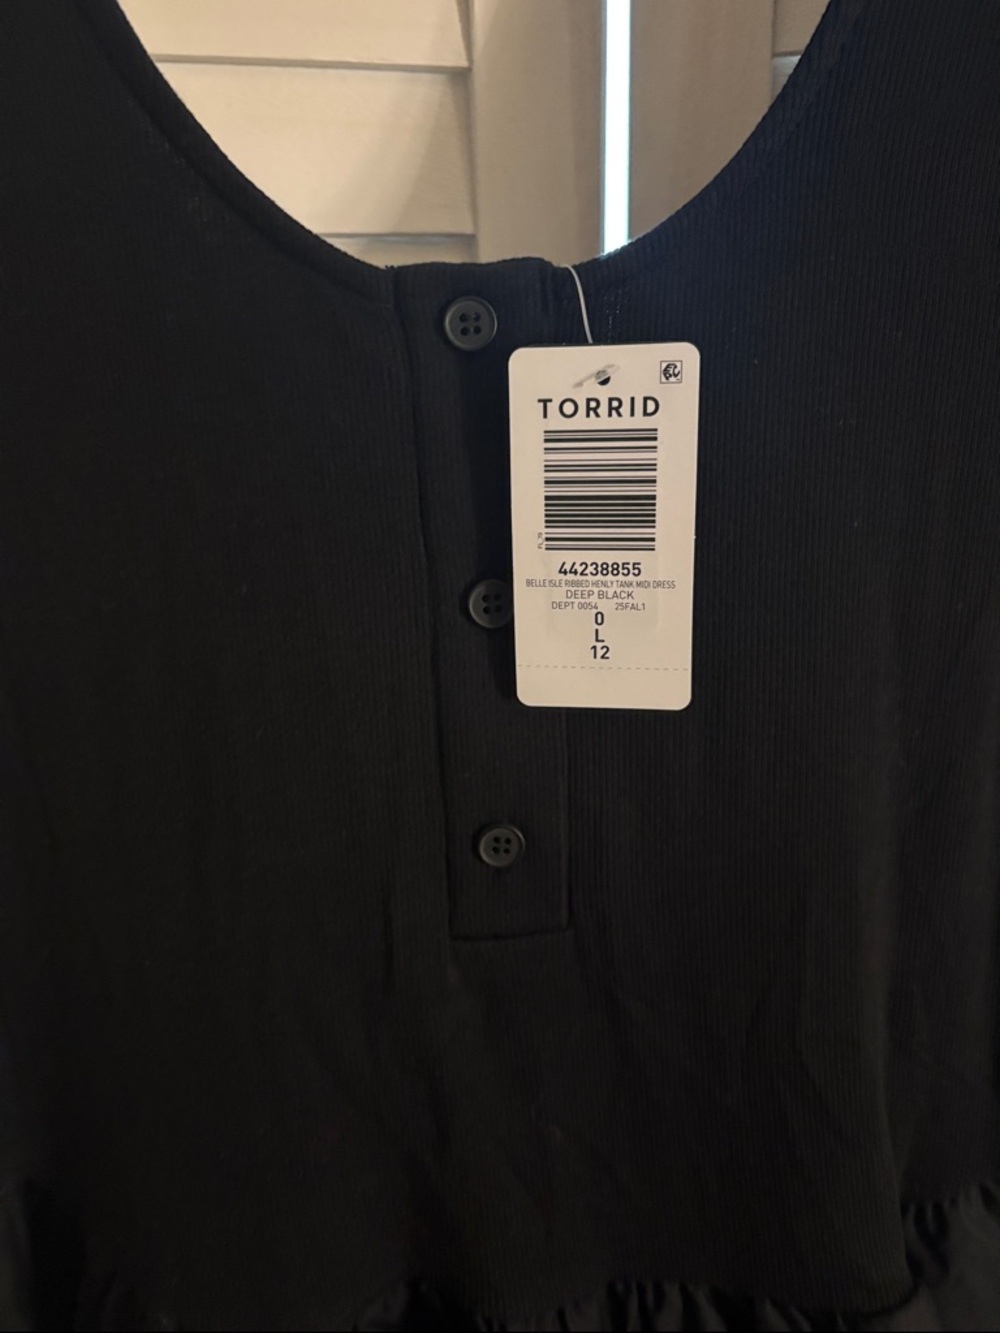 TORRID
44238855
BELLE ISLE RIBBED HENLY TANK MIDI DRESS
DEEP BLACK
DEPT 0054 25FAL1
0
L
12